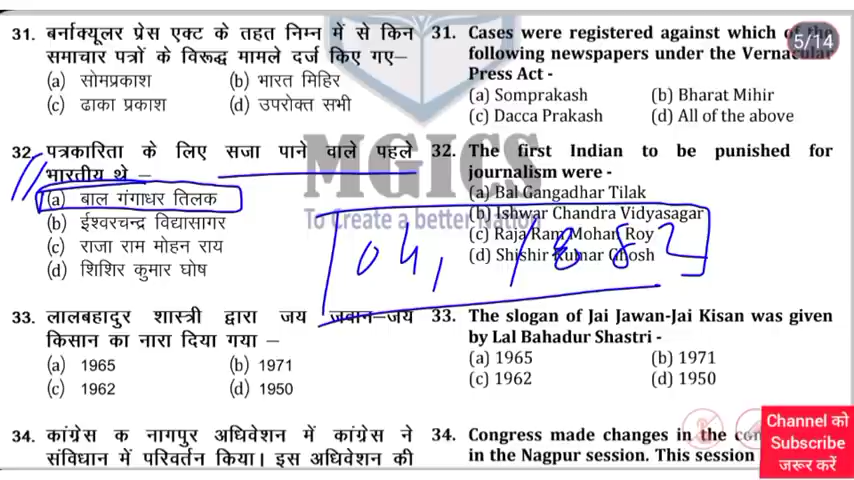 31. बर्नाक्यूलर प्रेस एक्ट के तहत निम्न में से किन
समाचार पत्रों के विरूद्ध मामले दर्ज किए गए–
(a) सोमप्रकाश (b) भारत मिहिर
(c) ढाका प्रकाश (d) उपरोक्त सभी
32. पत्रकारिता के लिए सजा पाने वाले पहले
भारतीय थे –
(a) बाल गंगाधर तिलक
(b) ईश्वरचन्द्र विद्यासागर
(c) राजा राम मोहन राय
(d) शिशिर कुमार घोष
33. लालबहादुर शास्त्री द्वारा जय जवान–जय
किसान का नारा दिया गया –
(a) 1965 (b) 1971
(c) 1962 (d) 1950
34. कांग्रेस क नागपुर अधिवेशन में कांग्रेस ने
संविधान में परिवर्तन किया। इस अधिवेशन की
31. Cases were registered against which of the
following newspapers under the Vernacular
Press Act -
(a) Somprakash (b) Bharat Mihir
(c) Dacca Prakash (d) All of the above
32. The first Indian to be punished for
journalism were -
(a) Bal Gangadhar Tilak
(b) Ishwar Chandra Vidyasagar
(c) Raja Ram Mohan Roy
(d) Shishir Kumar Ghosh
04, 1882
33. The slogan of Jai Jawan-Jai Kisan was given
by Lal Bahadur Shastri -
(a) 1965 (b) 1971
(c) 1962 (d) 1950
34. Congress made changes in the
in the Nagpur session. This session
5/14
MGICS
To Create a better Nation
Channel को
Subscribe
जरूर करें